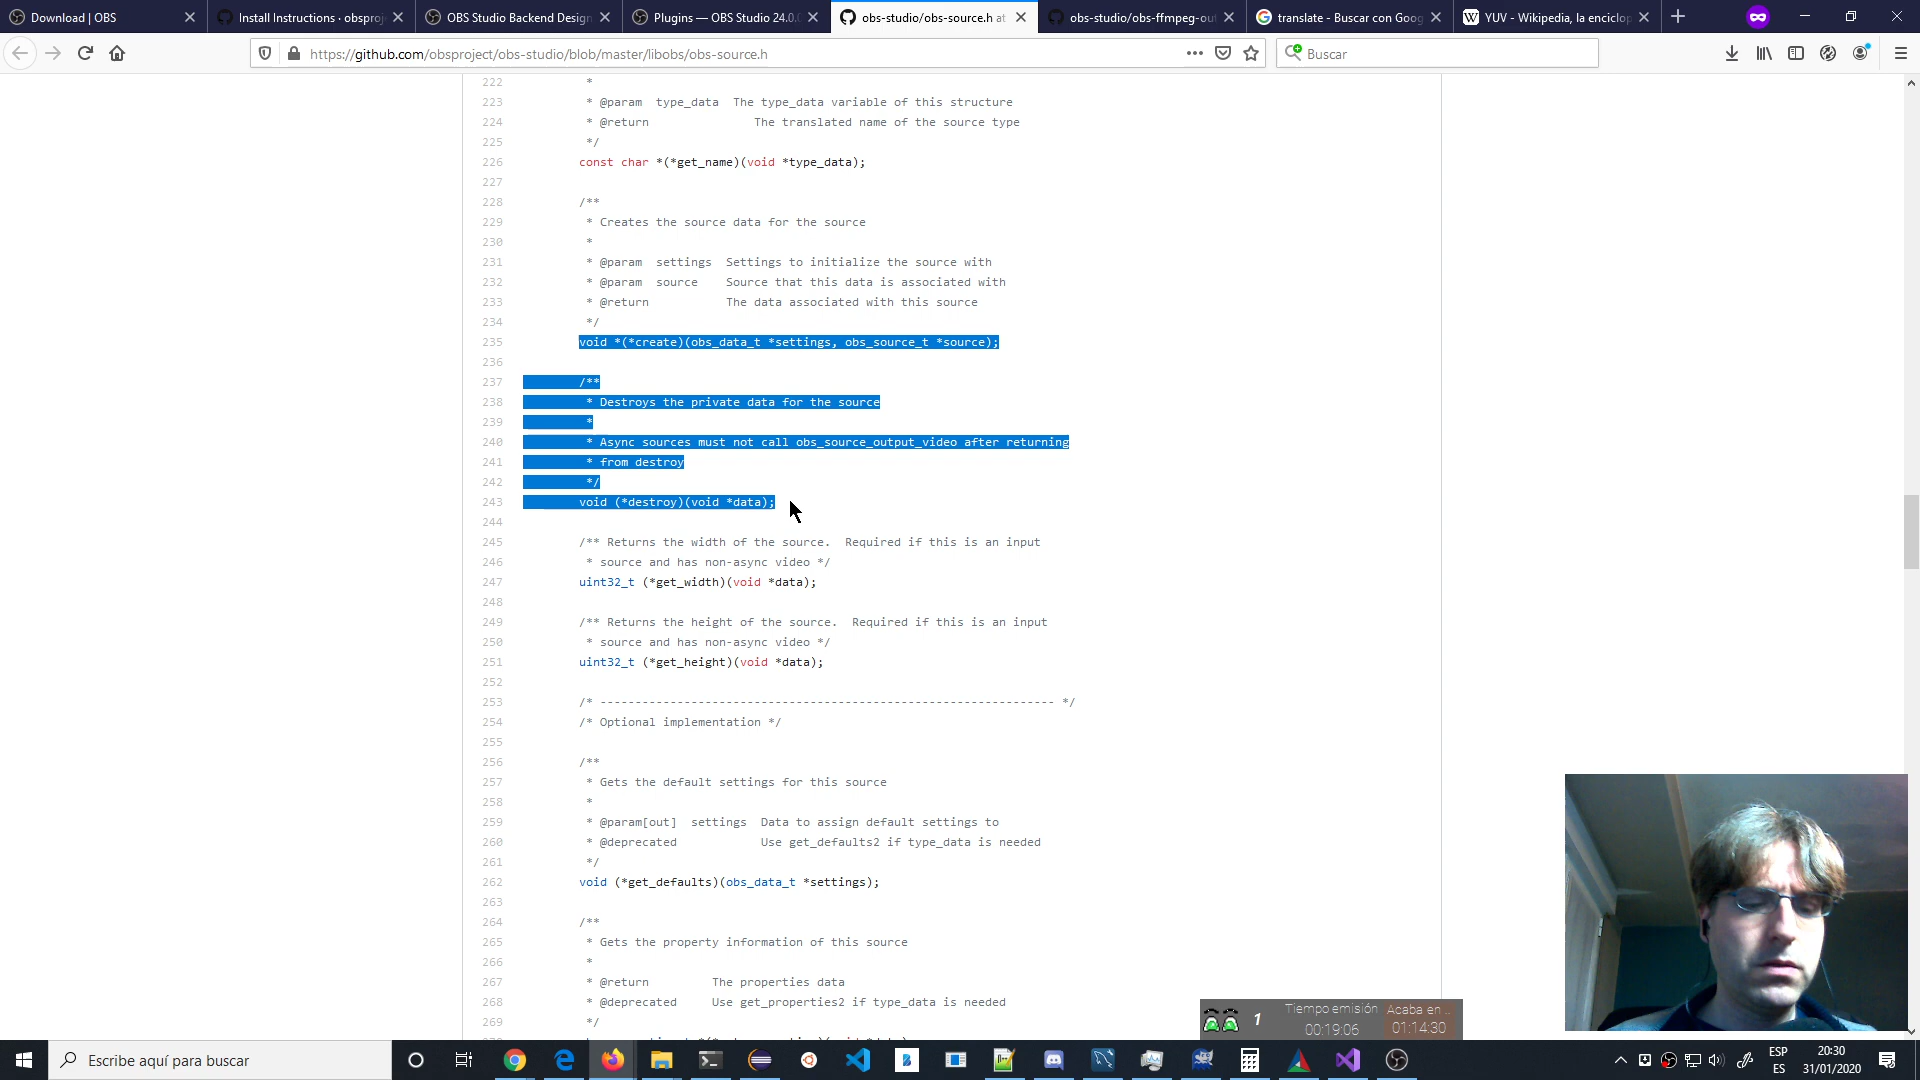 Download | OBS
Install Instructions · obsproj
OBS Studio Backend Design
Plugins — OBS Studio 24.0.
obs-studio/obs-source.h at
obs-studio/obs-ffmpeg-out
translate - Buscar con Goog
YUV - Wikipedia, la enciclop
https://github.com/obsproject/obs-studio/blob/master/libobs/obs-source.h
Buscar
222 *
223 * @param type_data The type_data variable of this structure
224 * @return The translated name of the source type
225 */
226 const char *(*get_name)(void *type_data);
227
228 /**
229 * Creates the source data for the source
230 *
231 * @param settings Settings to initialize the source with
232 * @param source Source that this data is associated with
233 * @return The data associated with this source
234 */
235 void *(*create)(obs_data_t *settings, obs_source_t *source);
236
237 /**
238 * Destroys the private data for the source
239 *
240 * Async sources must not call obs_source_output_video after returning
241 * from destroy
242 */
243 void (*destroy)(void *data);
244
245 /** Returns the width of the source. Required if this is an input
246 * source and has non-async video */
247 uint32_t (*get_width)(void *data);
248
249 /** Returns the height of the source. Required if this is an input
250 * source and has non-async video */
251 uint32_t (*get_height)(void *data);
252
253 /* ----------------------------------------------------------------- */
254 /* Optional implementation */
255
256 /**
257 * Gets the default settings for this source
258 *
259 * @param[out] settings Data to assign default settings to
260 * @deprecated Use get_defaults2 if type_data is needed
261 */
262 void (*get_defaults)(obs_data_t *settings);
263
264 /**
265 * Gets the property information of this source
266 *
267 * @return The properties data
268 * @deprecated Use get_properties2 if type_data is needed
269 */
1
Tiempo emisión
00:19:06
Acaba en ..
01:14:30
Escribe aquí para buscar
ESP
ES
20:30
31/01/2020